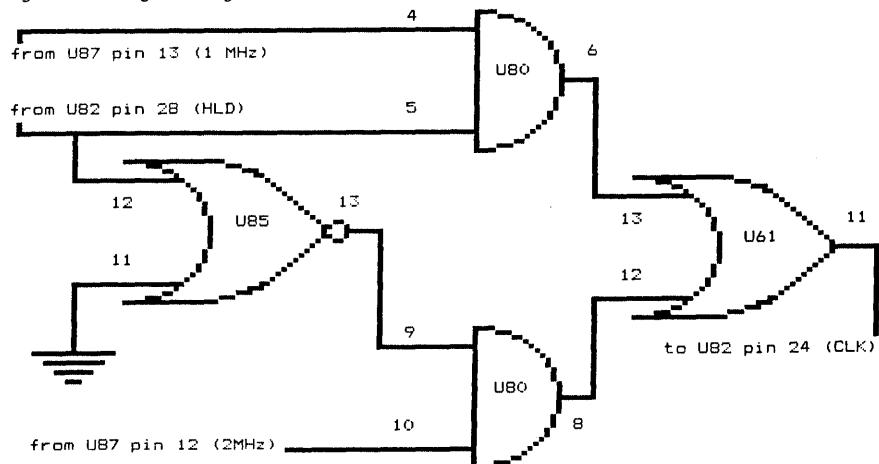 4
U80
6
from U87 pin 13 (1 MHz)
from U82 pin 28 (HLD)
5
12
U85
13
11
13
U61
11
12
9
to U82 pin 24 (CLK)
U80
8
10
from U87 pin 12 (2MHz)